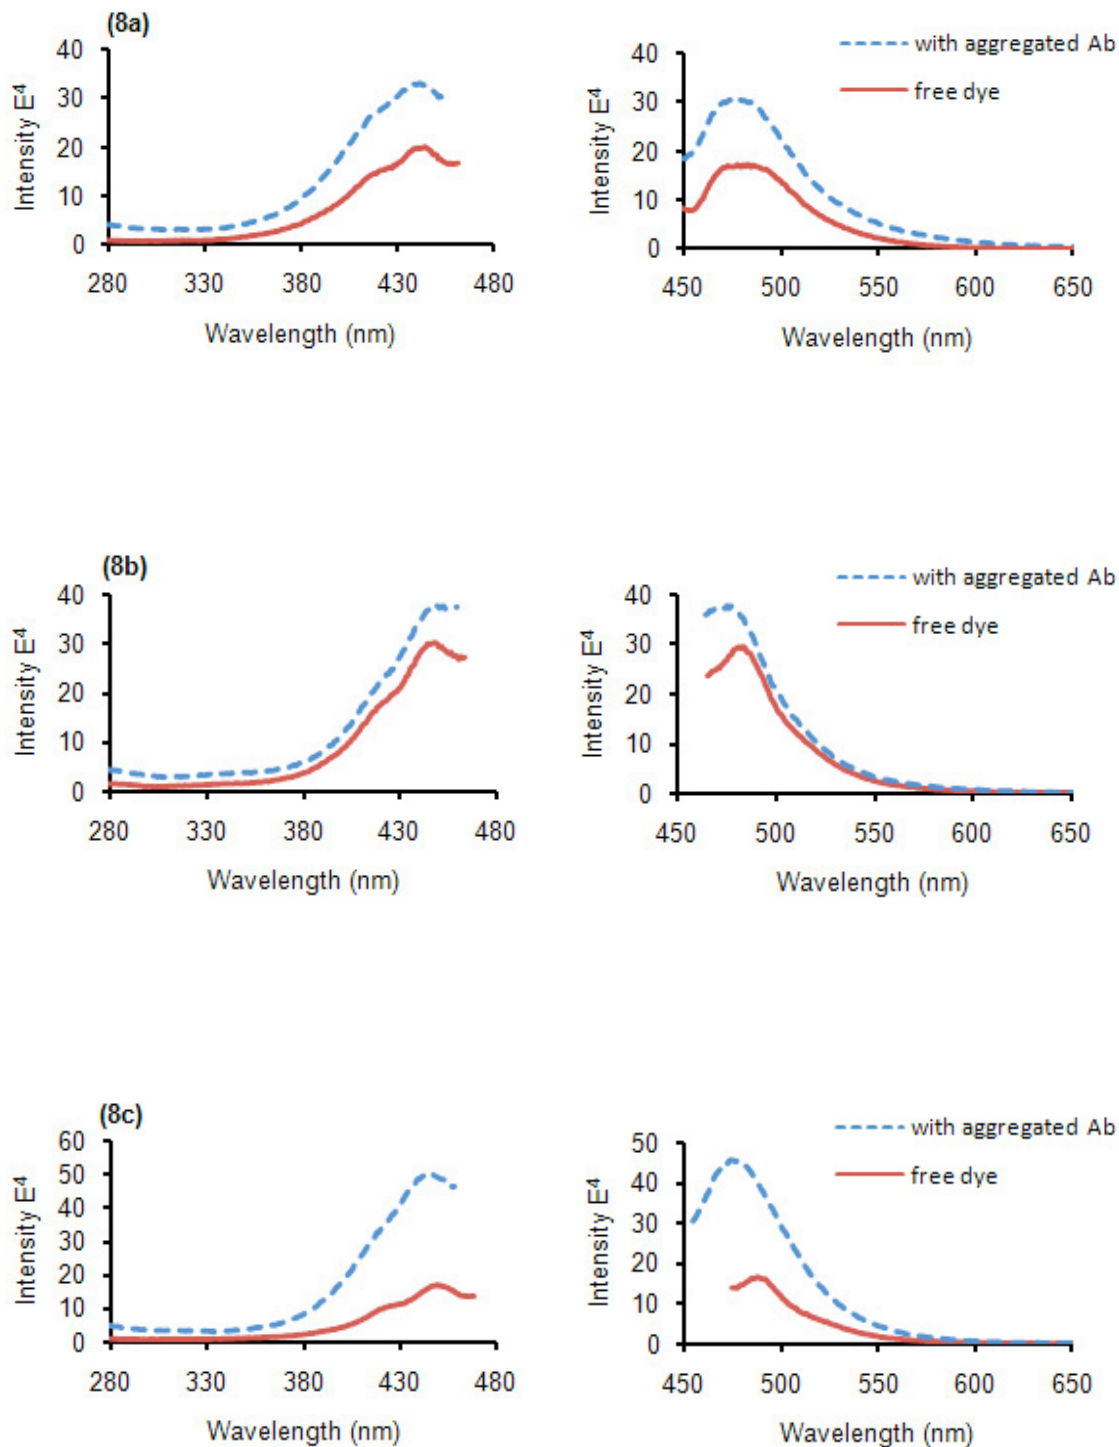 (8a)
40
30
20
10
0
280 330 380 430 480
Intensity E4
Wavelength (nm)
40
30
20
10
0
450 500 550 600 650
Intensity E4
Wavelength (nm)
with aggregated Ab
free dye
(8b)
40
30
20
10
0
280 330 380 430 480
Intensity E4
Wavelength (nm)
40
30
20
10
0
450 500 550 600 650
Intensity E4
Wavelength (nm)
with aggregated Ab
free dye
(8c)
60
50
40
30
20
10
0
280 330 380 430 480
Intensity E4
Wavelength (nm)
50
40
30
20
10
0
450 500 550 600 650
Intensity E4
Wavelength (nm)
with aggregated Ab
free dye